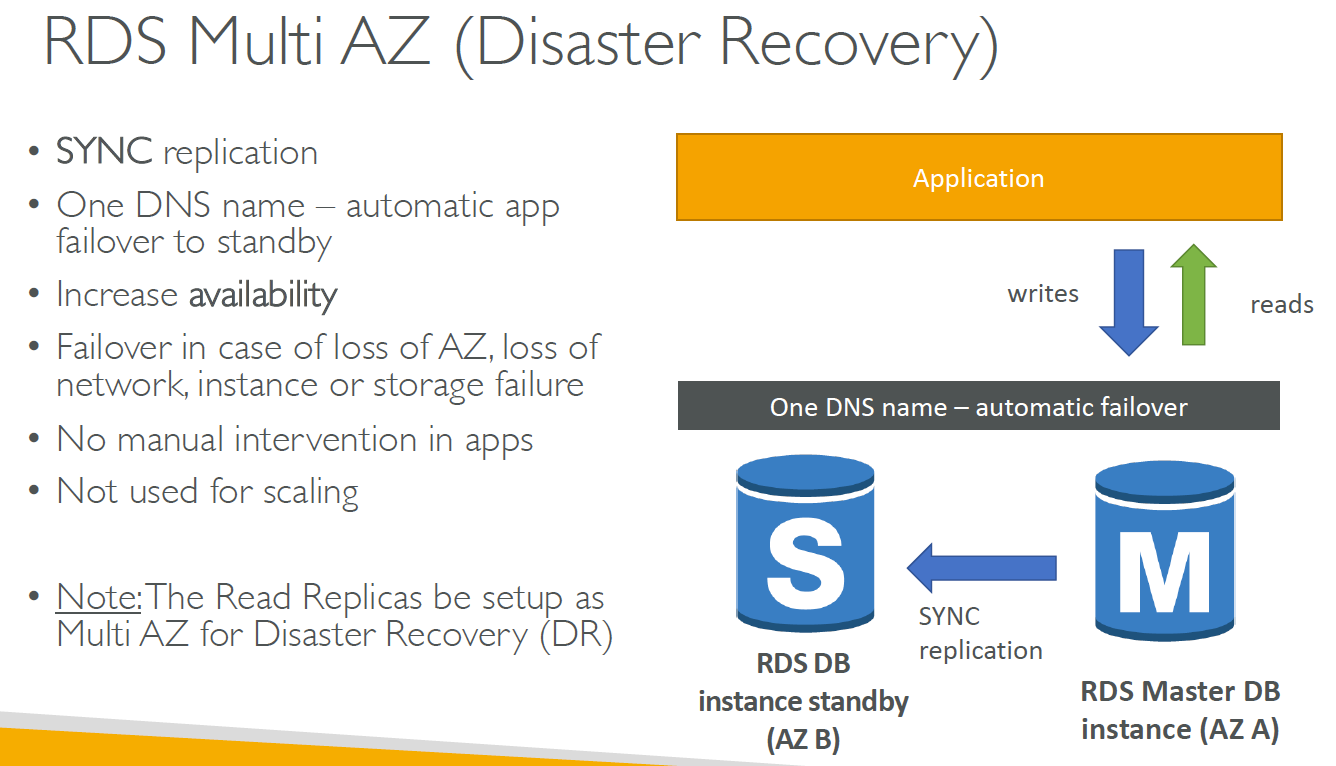 RDS Multi AZ (Disaster Recovery)
• SYNC replication
• One DNS name – automatic app
failover to standby
• Increase availability
• Failover in case of loss of AZ, loss of
network, instance or storage failure
• No manual intervention in apps
• Not used for scaling
• Note: The Read Replicas be setup as
Multi AZ for Disaster Recovery (DR)
Application
writes
reads
One DNS name – automatic failover
S
M
SYNC
replication
RDS DB
instance standby
(AZ B)
RDS Master DB
instance (AZ A)